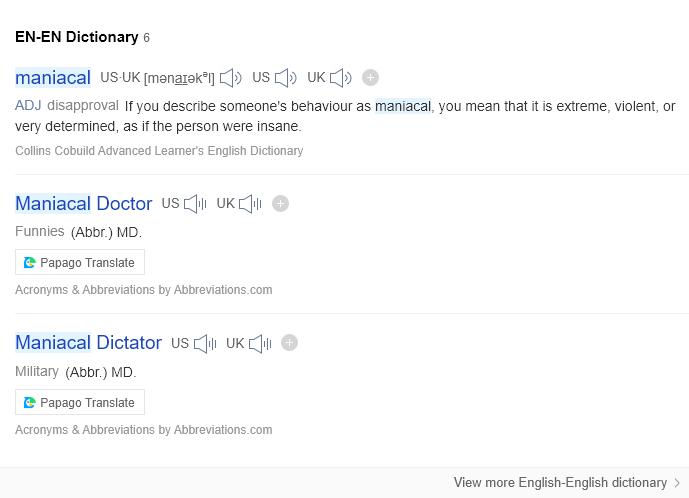 EN-EN Dictionary 6
maniacal US·UK [mənaɪəkᵊl] US UK
ADJ disapproval If you describe someone's behaviour as maniacal, you mean that it is extreme, violent, or
very determined, as if the person were insane.
Collins Cobuild Advanced Learner's English Dictionary
Maniacal Doctor US UK
Funnies (Abbr.) MD.
Papago Translate
Acronyms & Abbreviations by Abbreviations.com
Maniacal Dictator US UK
Military (Abbr.) MD.
Papago Translate
Acronyms & Abbreviations by Abbreviations.com
View more English-English dictionary